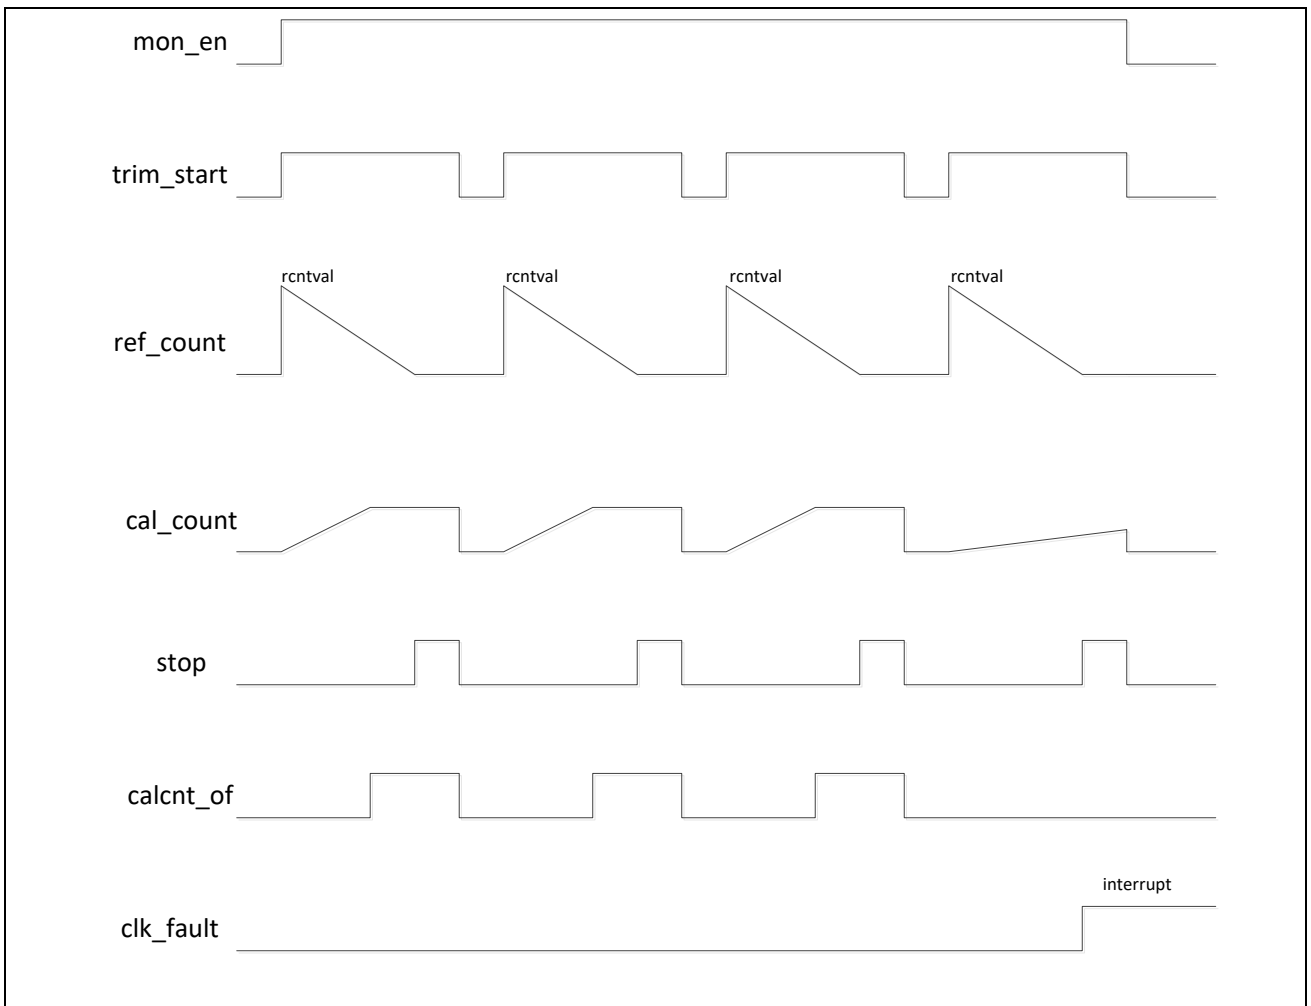 mon_en
trim_start
rcntval rcntval rcntval rcntval
ref_count
cal_count
stop
calcnt_of
interrupt
clk_fault